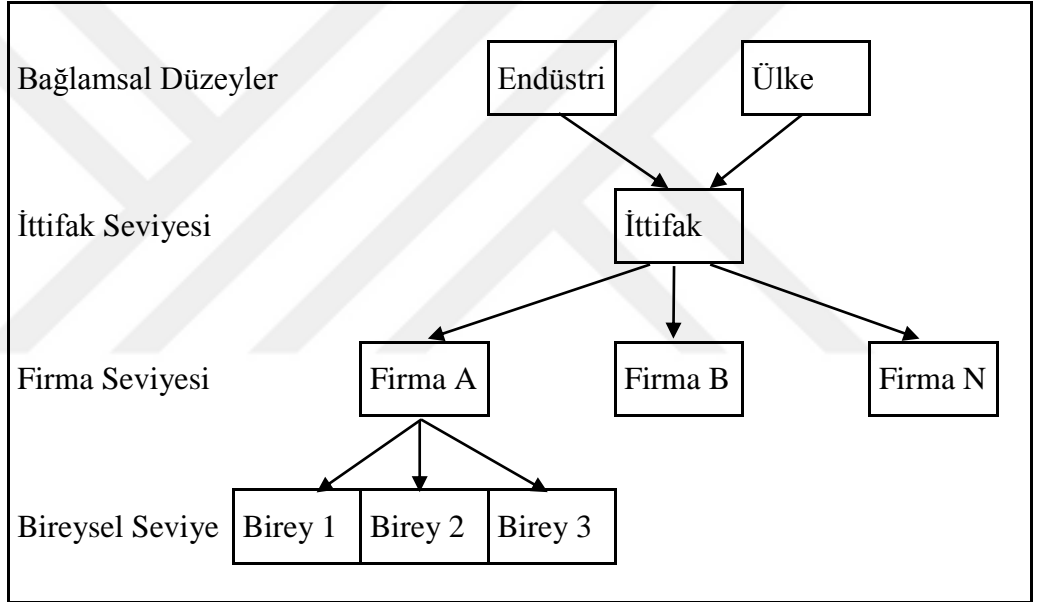 Bağlamsal Düzeyler Endüstri Ülke
İttifak Seviyesi İttifak
Firma Seviyesi Firma A Firma B Firma N
Bireysel Seviye Birey 1 Birey 2 Birey 3